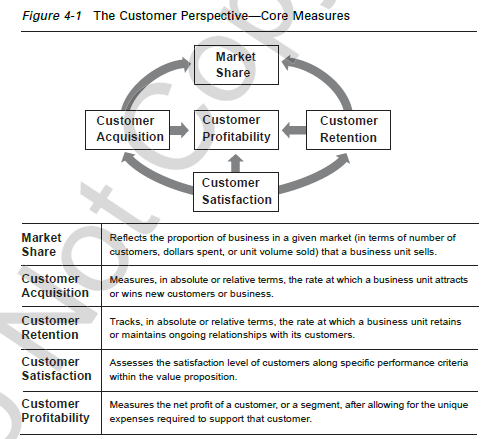 Figure 4-1 The Customer Perspective—Core Measures
Market
Share
Customer
Acquisition
Customer
Profitability
Customer
Retention
Customer
Satisfaction
Market
Share
Reflects the proportion of business in a given market (in terms of number of
customers, dollars spent, or unit volume sold) that a business unit sells.
Customer
Acquisition
Measures, in absolute or relative terms, the rate at which a business unit attracts
or wins new customers or business.
Customer
Retention
Tracks, in absolute or relative terms, the rate at which a business unit retains
or maintains ongoing relationships with its customers.
Customer
Satisfaction
Assesses the satisfaction level of customers along specific performance criteria
within the value proposition.
Customer
Profitability
Measures the net profit of a customer, or a segment, after allowing for the unique
expenses required to support that customer.
Not Cop